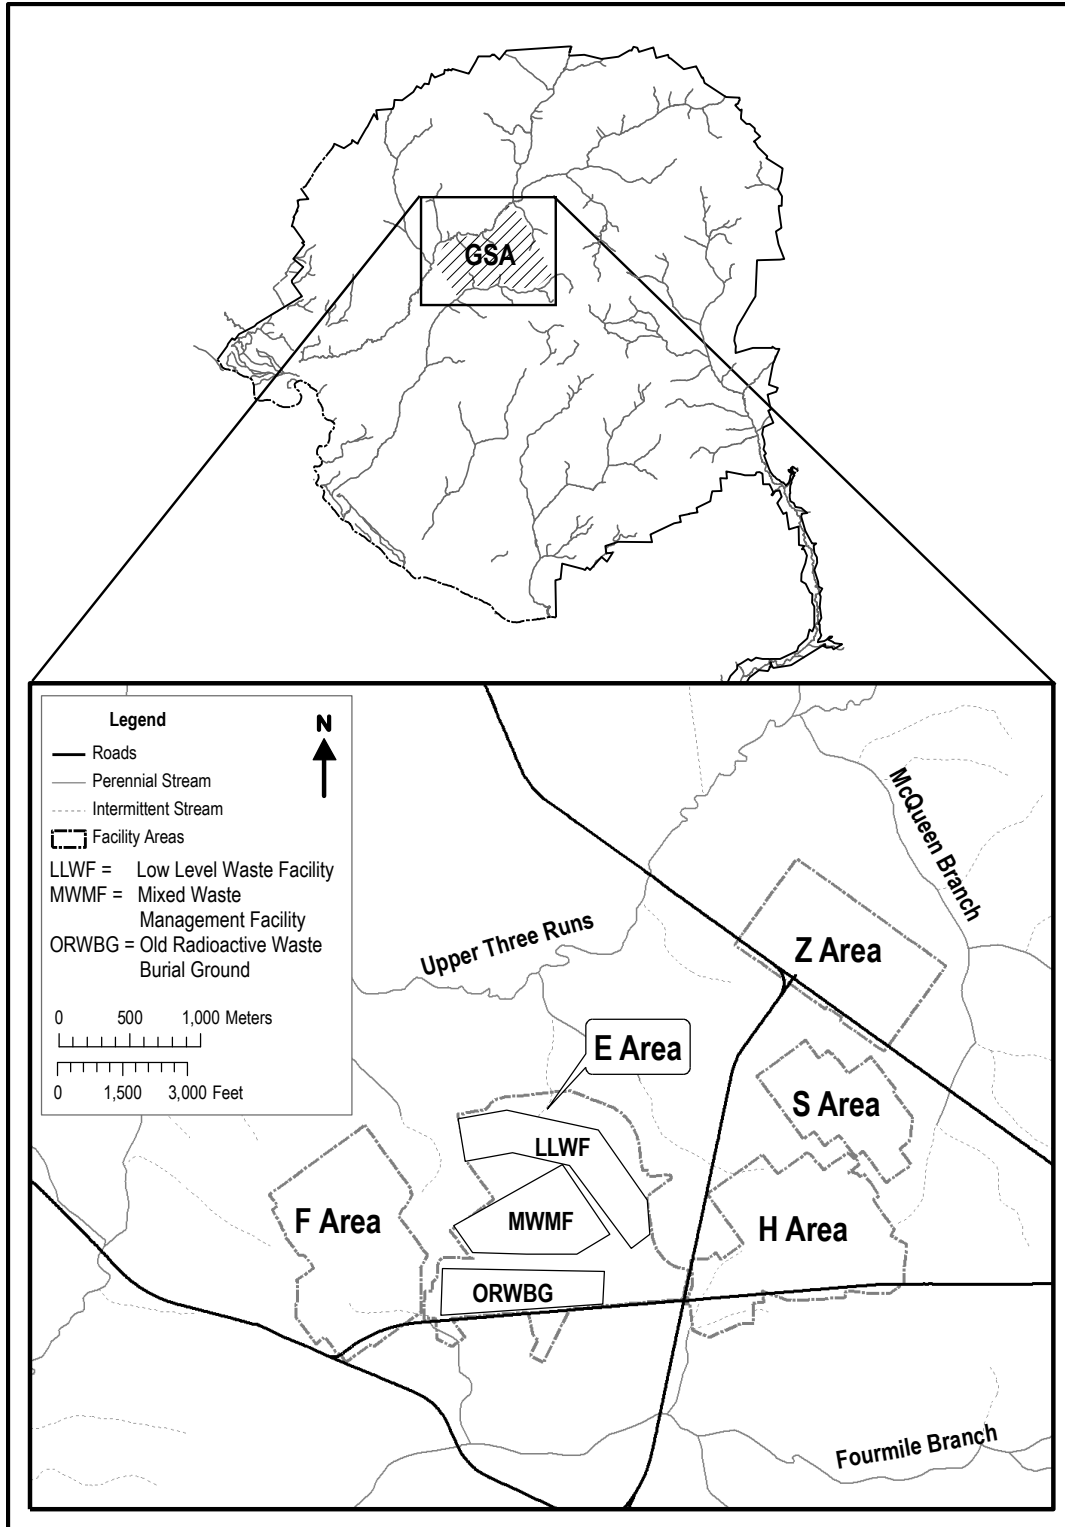 GSA
Legend
N
Roads
Perennial Stream
Intermittent Stream
Facility Areas
LLWF = Low Level Waste Facility
MWMF = Mixed Waste
Management Facility
ORWBG = Old Radioactive Waste
Burial Ground
0 500 1,000 Meters
0 1,500 3,000 Feet
McQueen Branch
Upper Three Runs
Z Area
E Area
S Area
LLWF
F Area
MWMF
H Area
ORWBG
Fourmile Branch